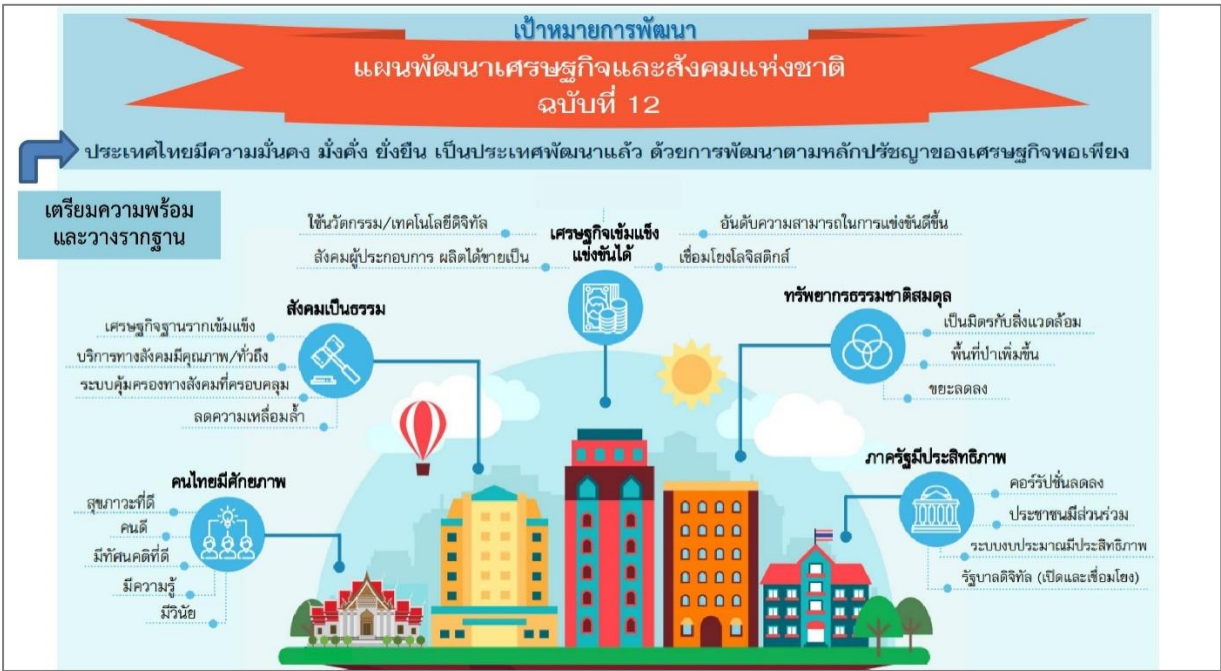 เป้าหมายการพัฒนา
แผนพัฒนาเศรษฐกิจและสังคมแห่งชาติ
ฉบับที่ 12
ประเทศไทยมีความมั่นคง มั่งคั่ง ยั่งยืน เป็นประเทศพัฒนาแล้ว ด้วยการพัฒนาตามหลักปรัชญาของเศรษฐกิจพอเพียง
เตรียมความพร้อม
และวางรากฐาน
เศรษฐกิจเข้มแข็ง
แข่งขันได้
ใช้นวัตกรรม/เทคโนโลยีดิจิทัล
สังคมผู้ประกอบการ ผลิตได้ขายเป็น
อันดับความสามารถในการแข่งขันดีขึ้น
เชื่อมโยงโลจิสติกส์
สังคมเป็นธรรม
เศรษฐกิจฐานรากเข้มแข็ง
บริการทางสังคมมีคุณภาพ/ทั่วถึง
ระบบคุ้มครองทางสังคมที่ครอบคลุม
ลดความเหลื่อมล้ำ
ทรัพยากรธรรมชาติสมดุล
เป็นมิตรกับสิ่งแวดล้อม
พื้นที่ป่าเพิ่มขึ้น
ขยะลดลง
คนไทยมีศักยภาพ
สุขภาวะที่ดี
คนดี
มีทัศนคติที่ดี
มีความรู้
มีวินัย
ภาครัฐมีประสิทธิภาพ
คอร์รัปชั่นลดลง
ประชาชนมีส่วนร่วม
ระบบงบประมาณมีประสิทธิภาพ
รัฐบาลดิจิทัล (เปิดและเชื่อมโยง)